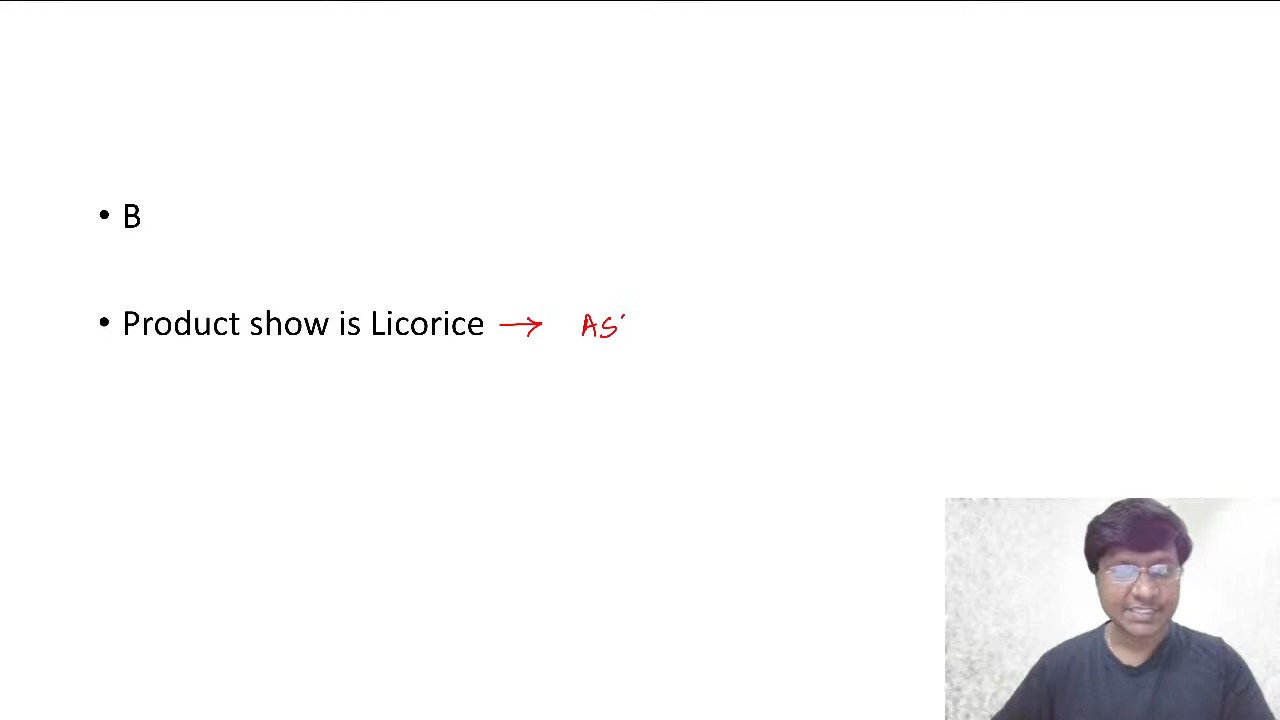 • B
• Product show is Licorice → AS